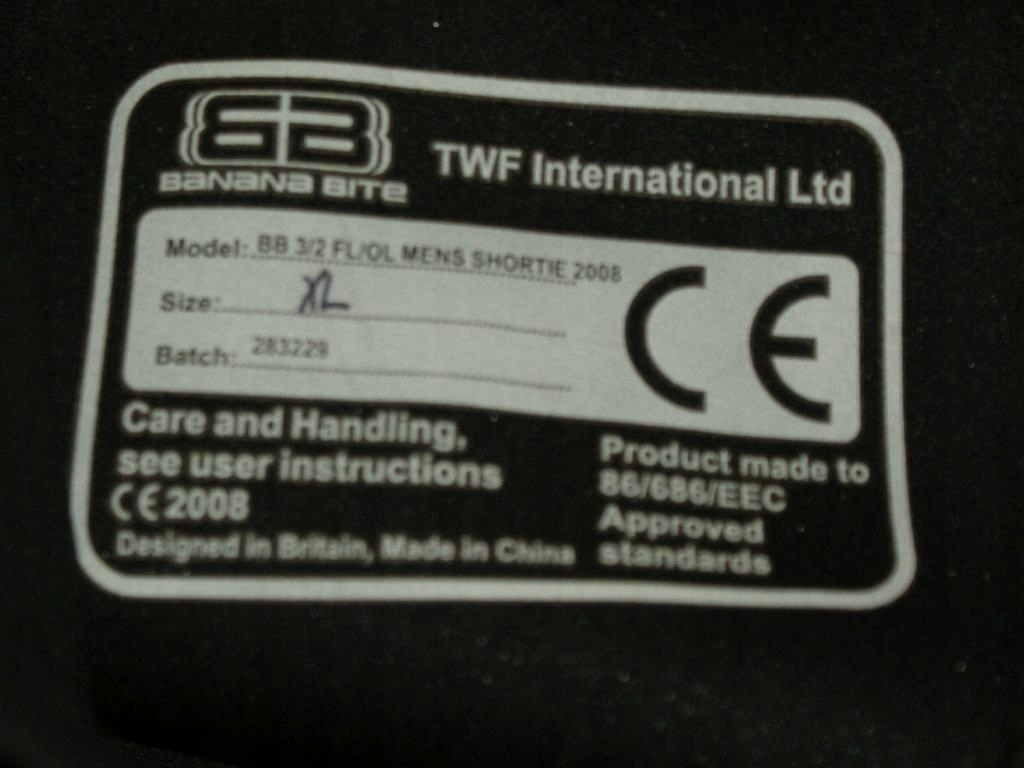 BANANA BITE
TWF International Ltd
Model: BB 3/2 FL/OL MENS SHORTIE 2008
Size: XL
Batch: 283229
CE
Care and Handling,
see user instructions
CE 2008
Designed in Britain, Made in China
Product made to
86/686/EEC
Approved
standards